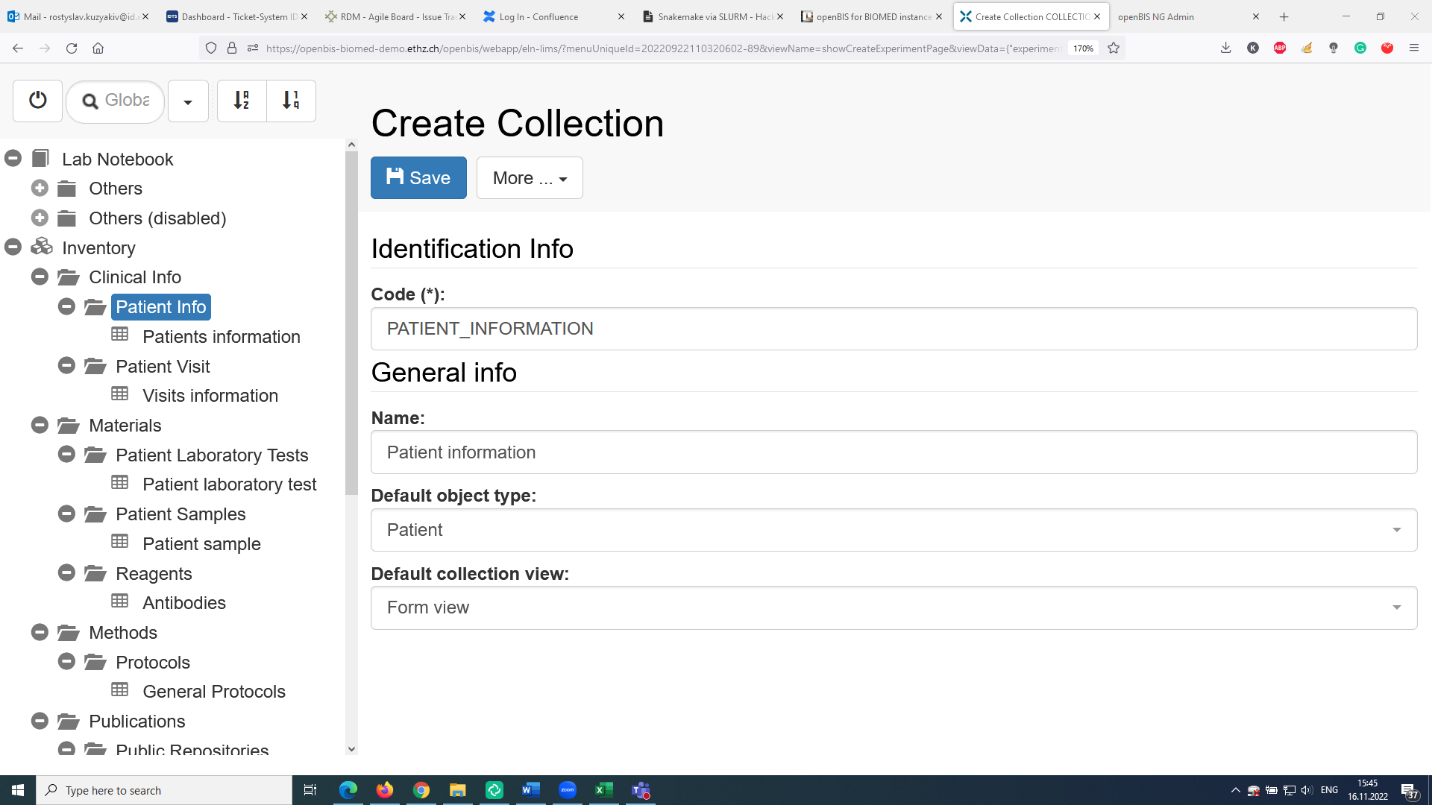 Mail - rostyslav.kuzyakiv@id.
Dashboard - Ticket-System ID
RDM - Agile Board - Issue Tra
Log In - Confluence
Snakemake via SLURM - Hac
openBIS for BIOMED instance
Create Collection COLLECTIO
openBIS NG Admin
https://openbis-biomed-demo.ethz.ch/openbis/webapp/eln-lims/?menuUniqueId=20220922110320602-89&viewName=showCreateExperimentPage&viewData={"experiment
170%
Globa
Create Collection
Save
More ...
Lab Notebook
Others
Others (disabled)
Inventory
Clinical Info
Patient Info
Patients information
Patient Visit
Visits information
Materials
Patient Laboratory Tests
Patient laboratory test
Patient Samples
Patient sample
Reagents
Antibodies
Methods
Protocols
General Protocols
Publications
Public Repositories
Identification Info
Code (*):
PATIENT_INFORMATION
General info
Name:
Patient information
Default object type:
Patient
Default collection view:
Form view
Type here to search
ENG
15:45
16.11.2022
37